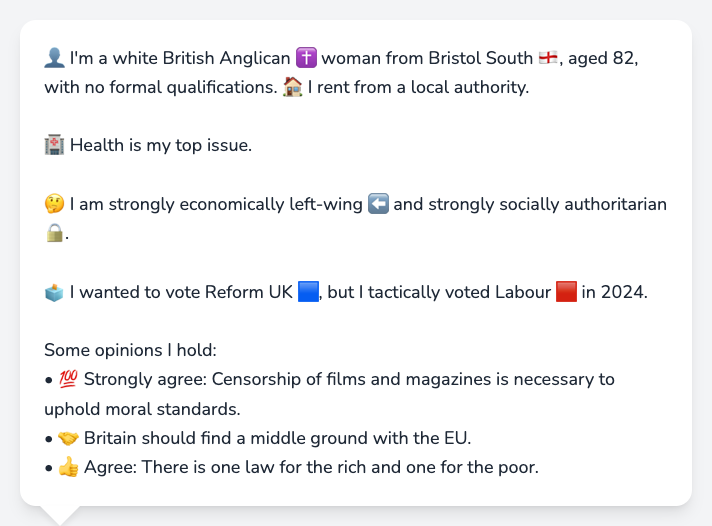 👤 I'm a white British Anglican ✝️ woman from Bristol South 🏴󠁧󠁢󠁥󠁮󠁧󠁿, aged 82,
with no formal qualifications. 🏠 I rent from a local authority.
🏥 Health is my top issue.
🤔 I am strongly economically left-wing ⬅️ and strongly socially authoritarian
🔒.
🗳️ I wanted to vote Reform UK 🟦, but I tactically voted Labour 🟥 in 2024.
Some opinions I hold:
• 💯 Strongly agree: Censorship of films and magazines is necessary to
uphold moral standards.
• 🤝 Britain should find a middle ground with the EU.
• 👍 Agree: There is one law for the rich and one for the poor.